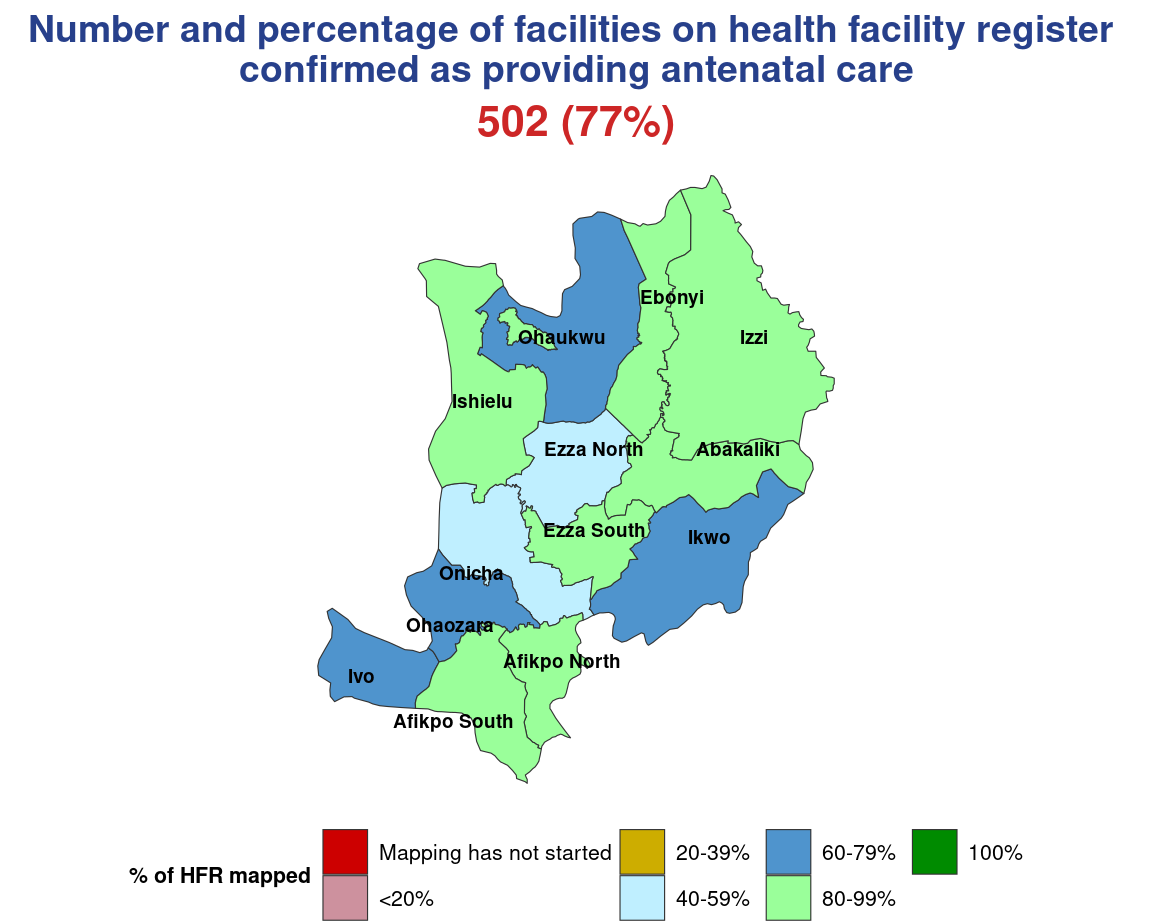 Number and percentage of facilities on health facility register
confirmed as providing antenatal care
502 (77%)
Ebonyi
Ohaukwu
Izzi
Ishielu
Ezza North
Abakaliki
Ezza South
Ikwo
Onicha
Ohaozara
Afikpo North
Ivo
Afikpo South
% of HFR mapped
Mapping has not started
<20%
20-39%
40-59%
60-79%
80-99%
100%